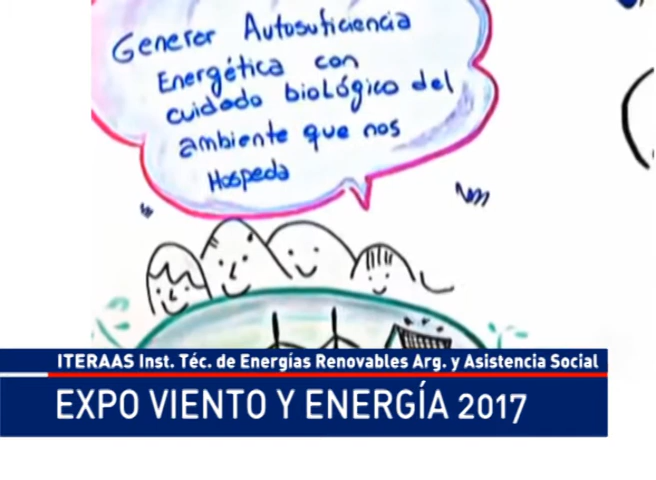 Generar Autosuficiencia
Energética con
cuidado biológico del
ambiente que nos
Hospeda
ITERAAS Inst. Téc. de Energías Renovables Arg. y Asistencia Social
EXPO VIENTO Y ENERGÍA 2017